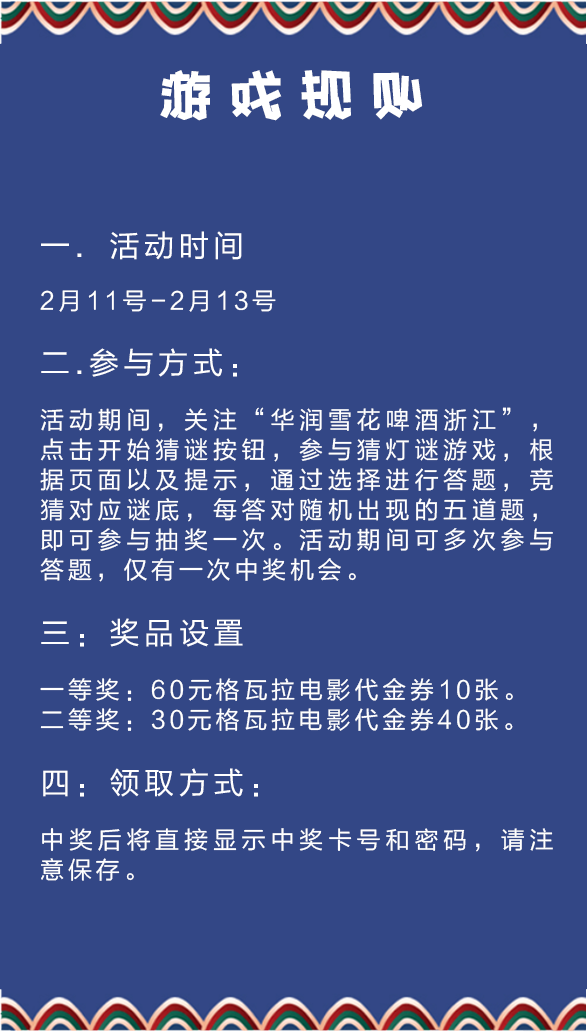 游戏规则
一. 活动时间
2月11号-2月13号
二.参与方式：
活动期间，关注“华润雪花啤酒浙江”，
点击开始猜谜按钮，参与猜灯谜游戏，根
据页面以及提示，通过选择进行答题，竞
猜对应谜底，每答对随机出现的五道题，
即可参与抽奖一次。活动期间可多次参与
答题，仅有一次中奖机会。
三：奖品设置
一等奖：60元格瓦拉电影代金券10张。
二等奖：30元格瓦拉电影代金券40张。
四：领取方式：
中奖后将直接显示中奖卡号和密码，请注
意保存。